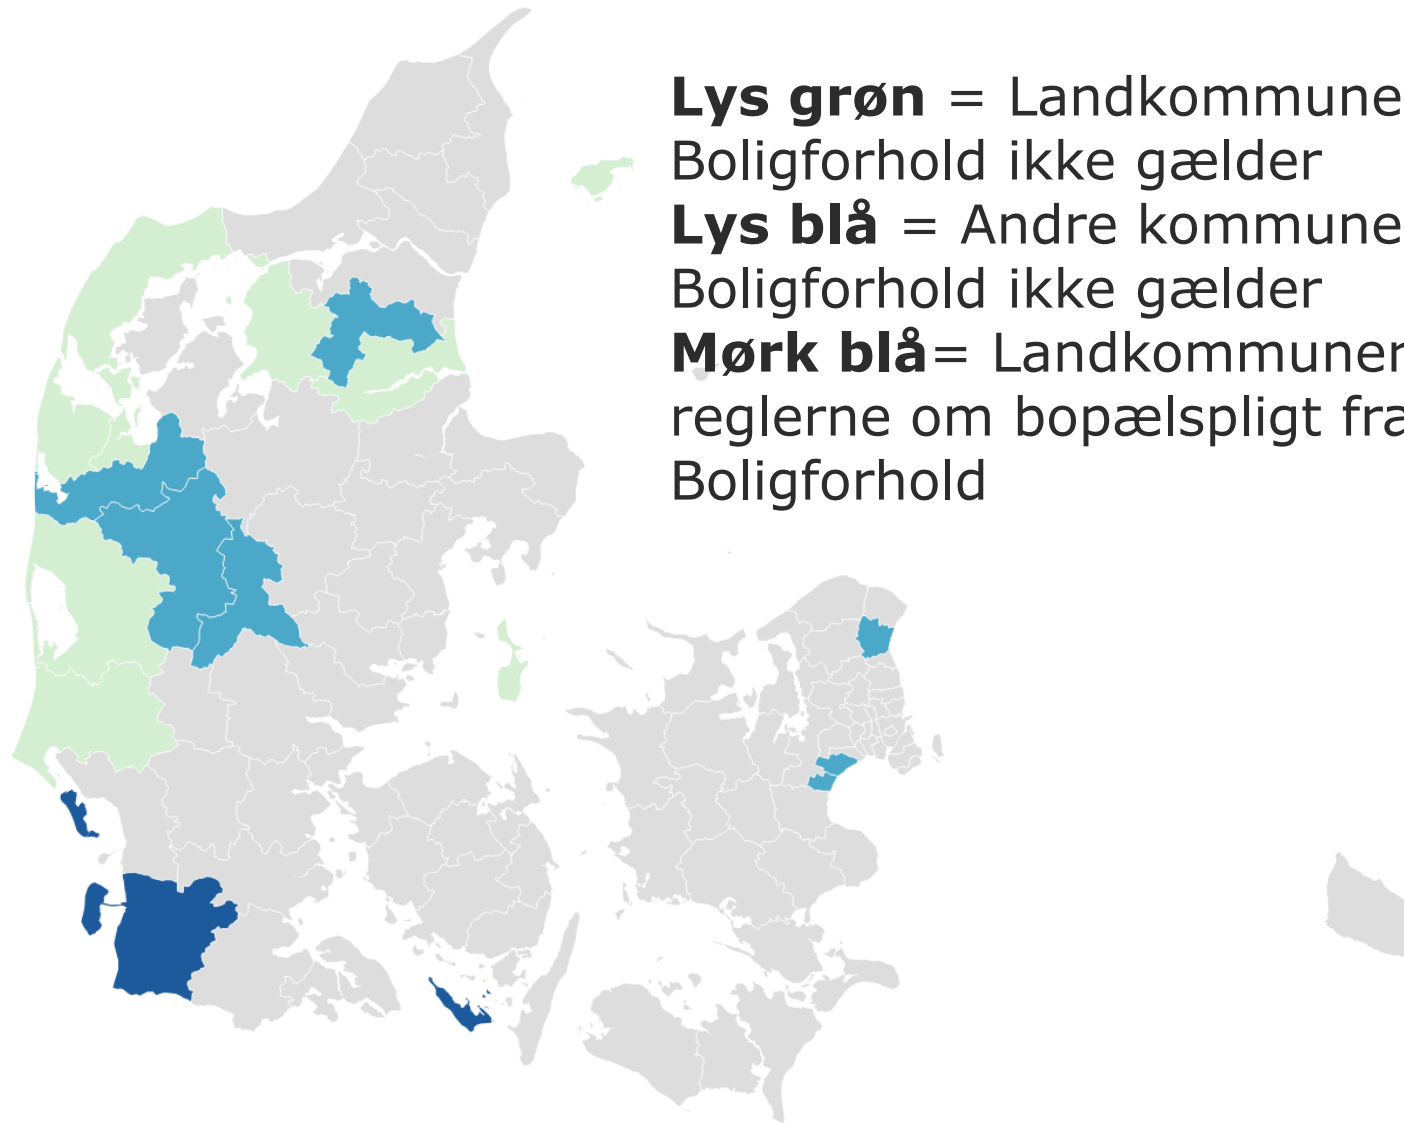 Lys grøn = Landkommune
Boligforhold ikke gælder
Lys blå = Andre kommune
Boligforhold ikke gælder
Mørk blå= Landkommuner
reglerne om bopælspligt fra
Boligforhold